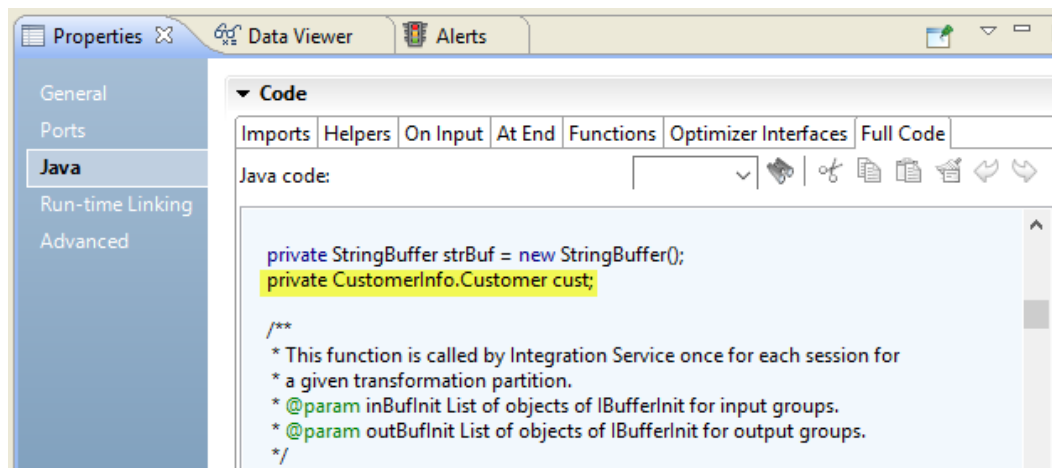 Properties Data Viewer Alerts
General
Ports
Java
Run-time Linking
Advanced
Code
Imports Helpers On Input At End Functions Optimizer Interfaces Full Code
Java code:
private StringBuffer strBuf = new StringBuffer();
private CustomerInfo.Customer cust;
/**
* This function is called by Integration Service once for each session for
* a given transformation partition.
* @param inBufInit List of objects of IBufferInit for input groups.
* @param outBufInit List of objects of IBufferInit for output groups.
*/